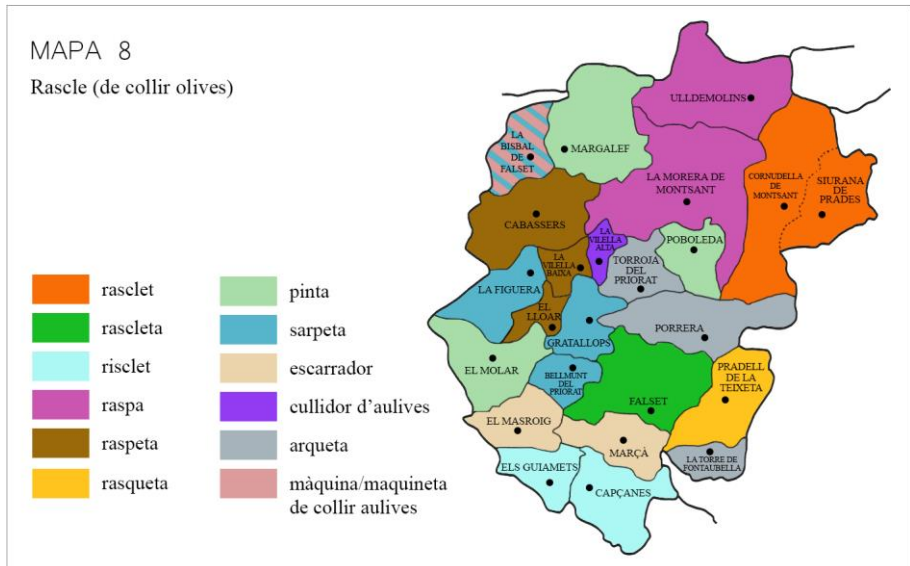 MAPA 8
Rascle (de collir olives)
rasclet
rascleta
risclet
raspa
raspeta
rasqueta
pinta
sarpeta
escarrador
cullidor d'aulives
arqueta
màquina/maquineta
de collir aulives
ULLDEMOLINS
LA
BISBAL
DE
FALSET
MARGALEF
LA MORERA DE
MONTSANT
CORNUDELLA
DE
MONTSANT
SIURANA
DE
PRADES
CABASSERS
LA
VILELLA
ALTA
POBOLEDA
LA
VILELLA
BAIXA
TORROJA
DEL
PRIORAT
LA FIGUERA
EL
LLOAR
GRATALLOPS
PORRERA
EL MOLAR
BELLMUNT
DEL
PRIORAT
PRADELL
DE LA
TEIXETA
FALSET
EL MASROIG
MARÇÀ
LA TORRE DE
FONTAUBELLA
ELS GUIAMETS
CAPÇANES